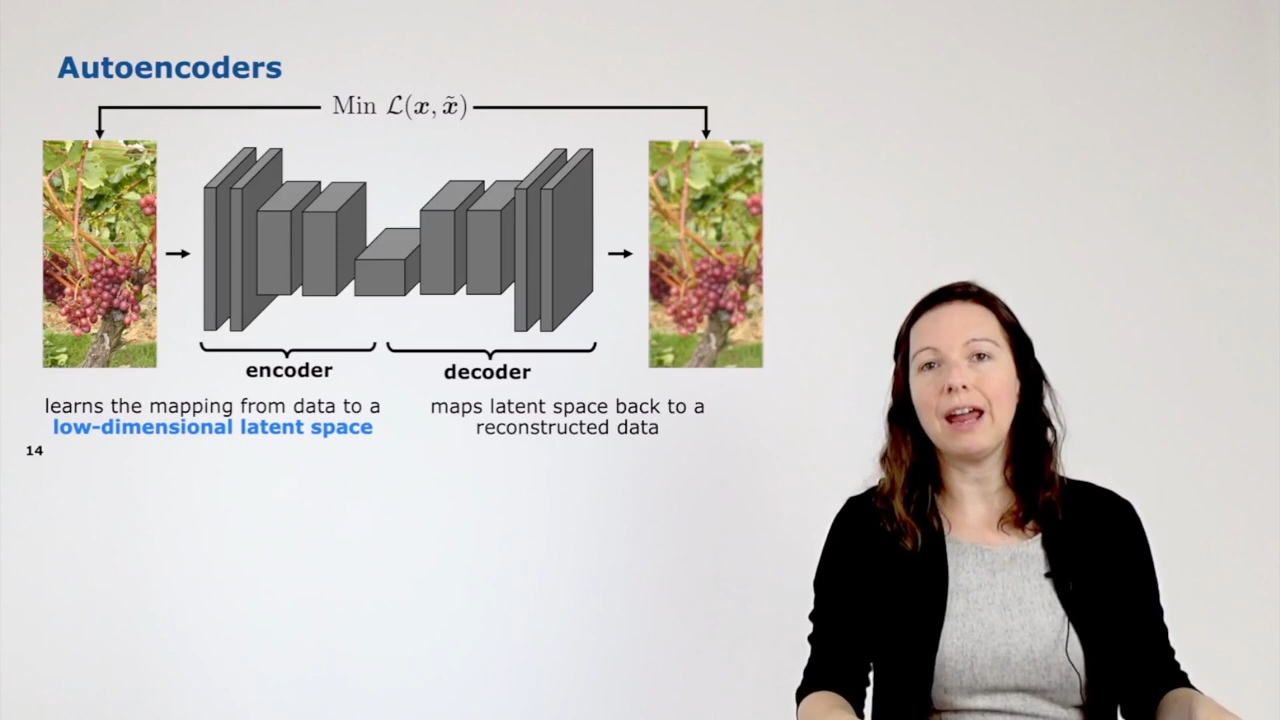 Autoencoders
Min ℒ(𝒙, 𝒙̃)
encoder
decoder
learns the mapping from data to a
low-dimensional latent space
maps latent space back to a
reconstructed data
14